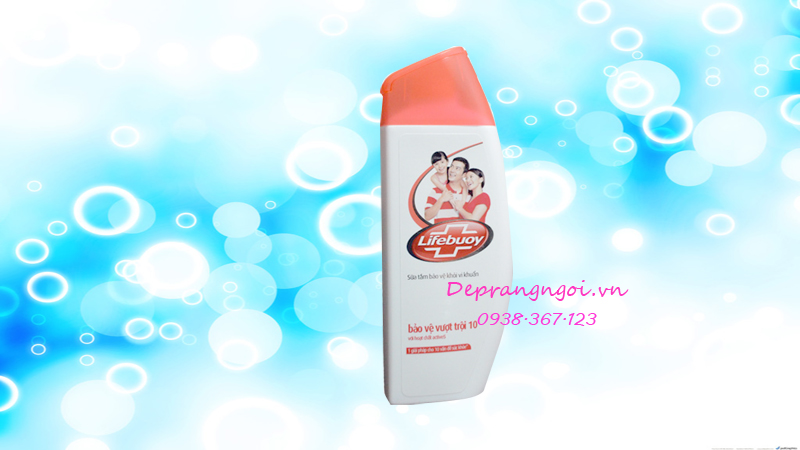 Lifebuoy
Sữa tắm bảo vệ khỏi vi khuẩn
Deprangngoi.vn
bảo vệ vượt trội 10
0938·367·123